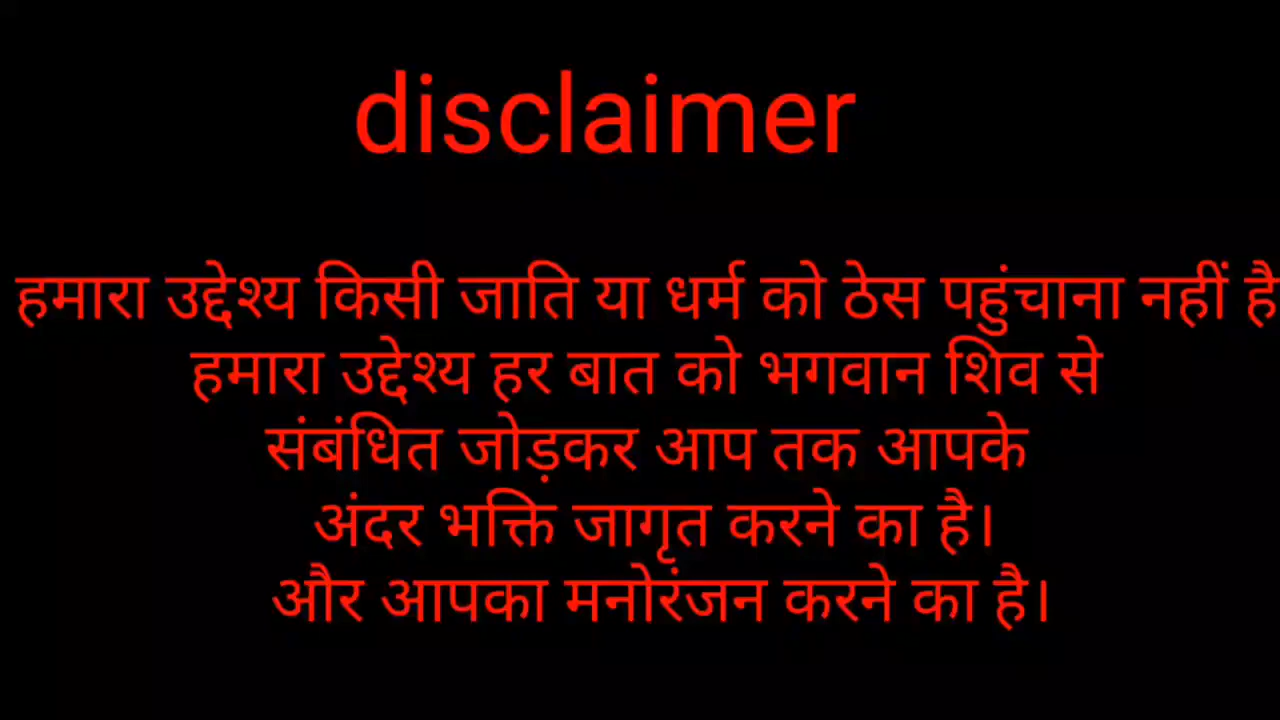 disclaimer
हमारा उद्देश्य किसी जाति या धर्म को ठेस पहुंचाना नहीं है
हमारा उद्देश्य हर बात को भगवान शिव से
संबंधित जोड़कर आप तक आपके
अंदर भक्ति जागृत करने का है।
और आपका मनोरंजन करने का है।